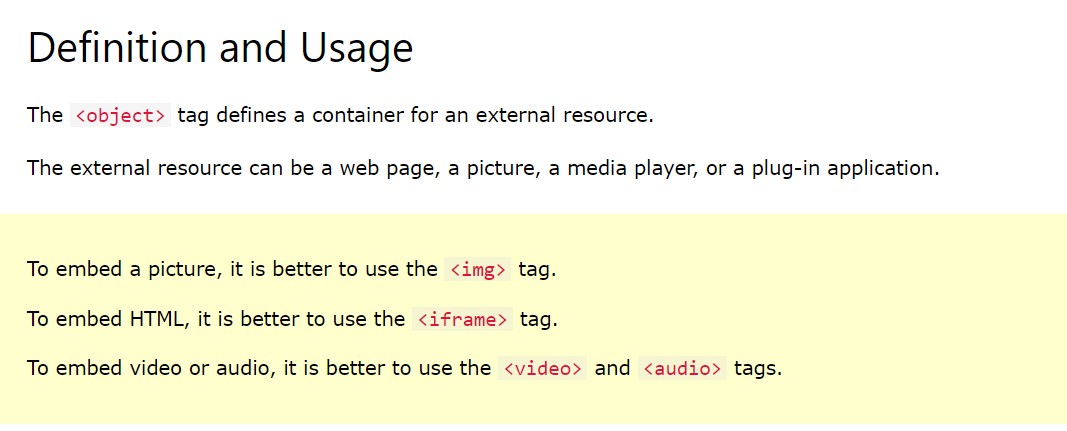 Definition and Usage
The <object> tag defines a container for an external resource.
The external resource can be a web page, a picture, a media player, or a plug-in application.
To embed a picture, it is better to use the <img> tag.
To embed HTML, it is better to use the <iframe> tag.
To embed video or audio, it is better to use the <video> and <audio> tags.